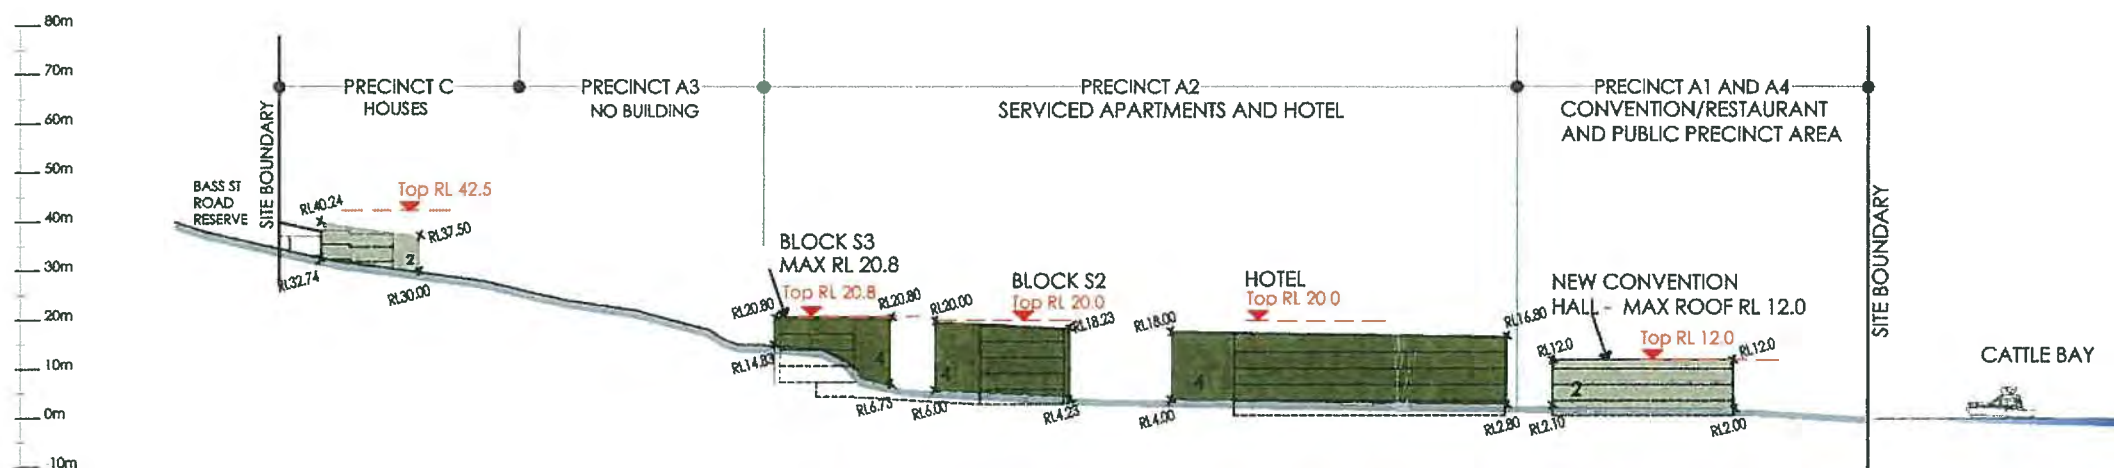 80m
70m
60m
50m
40m
30m
20m
10m
0m
-10m
BASS ST
ROAD
RESERVE
SITE BOUNDARY
PRECINCT C
HOUSES
PRECINCT A3
NO BUILDING
PRECINCT A2
SERVICED APARTMENTS AND HOTEL
PRECINCT A1 AND A4
CONVENTION/RESTAURANT
AND PUBLIC PRECINCT AREA
RL40.24
Top RL 42.5
RL37.50
2
RL32.74
RL30.00
BLOCK S3
MAX RL 20.8
Top RL 20.8
RL20.80
RL20.80
RL14.83
4
RL6.73
BLOCK S2
Top RL 20.0
RL20.00
RL18.23
4
RL6.00
RL4.23
HOTEL
Top RL 20 0
RL18.00
RL16.80
4
RL4.00
RL2.80
NEW CONVENTION
HALL - MAX ROOF RL 12.0
Top RL 12.0
RL12.0
RL12.0
2
RL2.10
RL2.00
SITE BOUNDARY
CATTLE BAY